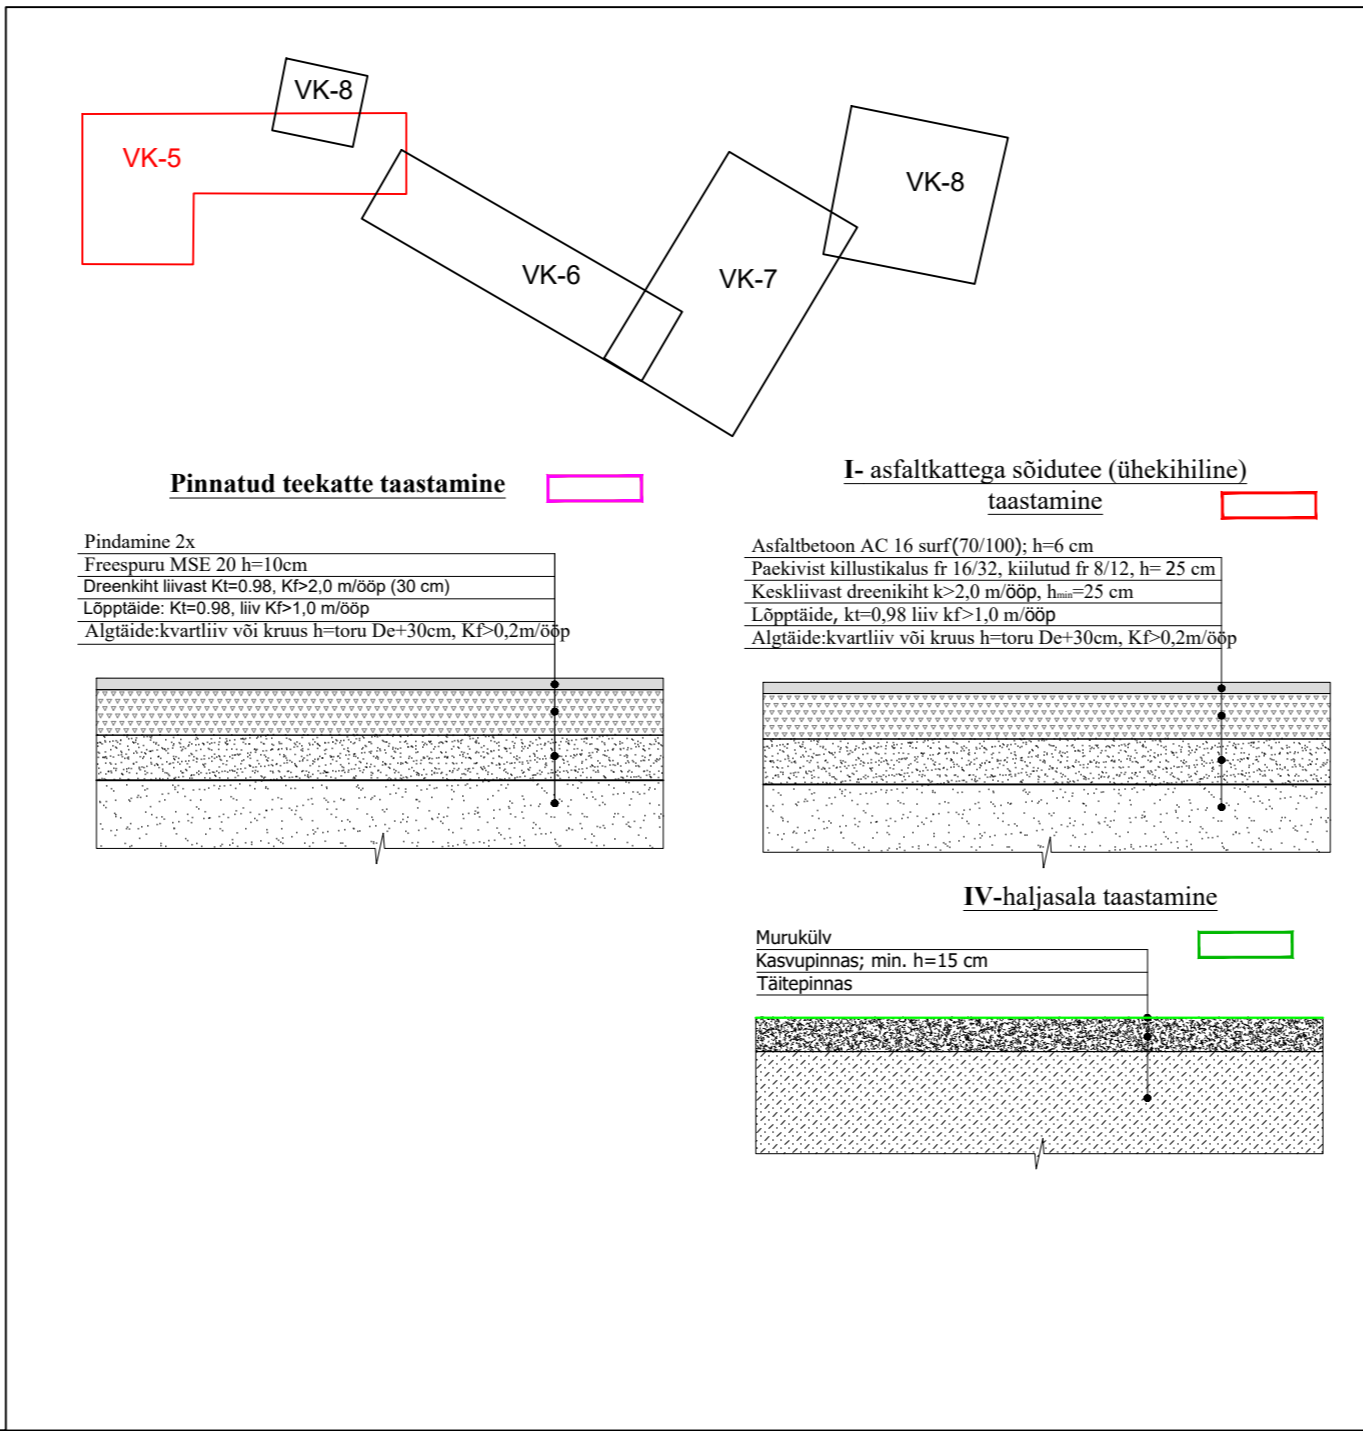 VK-8
VK-5
VK-8
VK-6
VK-7
Pinnatud teekatte taastamine
Pindamine 2x
Freespuru MSE 20 h=10cm
Dreenkiht liivast Kt=0.98, Kf>2,0 m/ööp (30 cm)
Lõpptäide: Kt=0.98, liiv Kf>1,0 m/ööp
Algtäide:kvartliiv või kruus h=toru De+30cm, Kf>0,2m/ööp
I- asfaltkattega sõidutee (ühekihiline)
taastamine
Asfaltbetoon AC 16 surf(70/100); h=6 cm
Paekivist killustikalus fr 16/32, kiilutud fr 8/12, h= 25 cm
Keskliivast dreenikiht k>2,0 m/ööp, hmin=25 cm
Lõpptäide, kt=0,98 liiv kf>1,0 m/ööp
Algtäide:kvartliiv või kruus h=toru De+30cm, Kf>0,2m/ööp
IV-haljasala taastamine
Murukülv
Kasvupinnas; min. h=15 cm
Täitepinnas